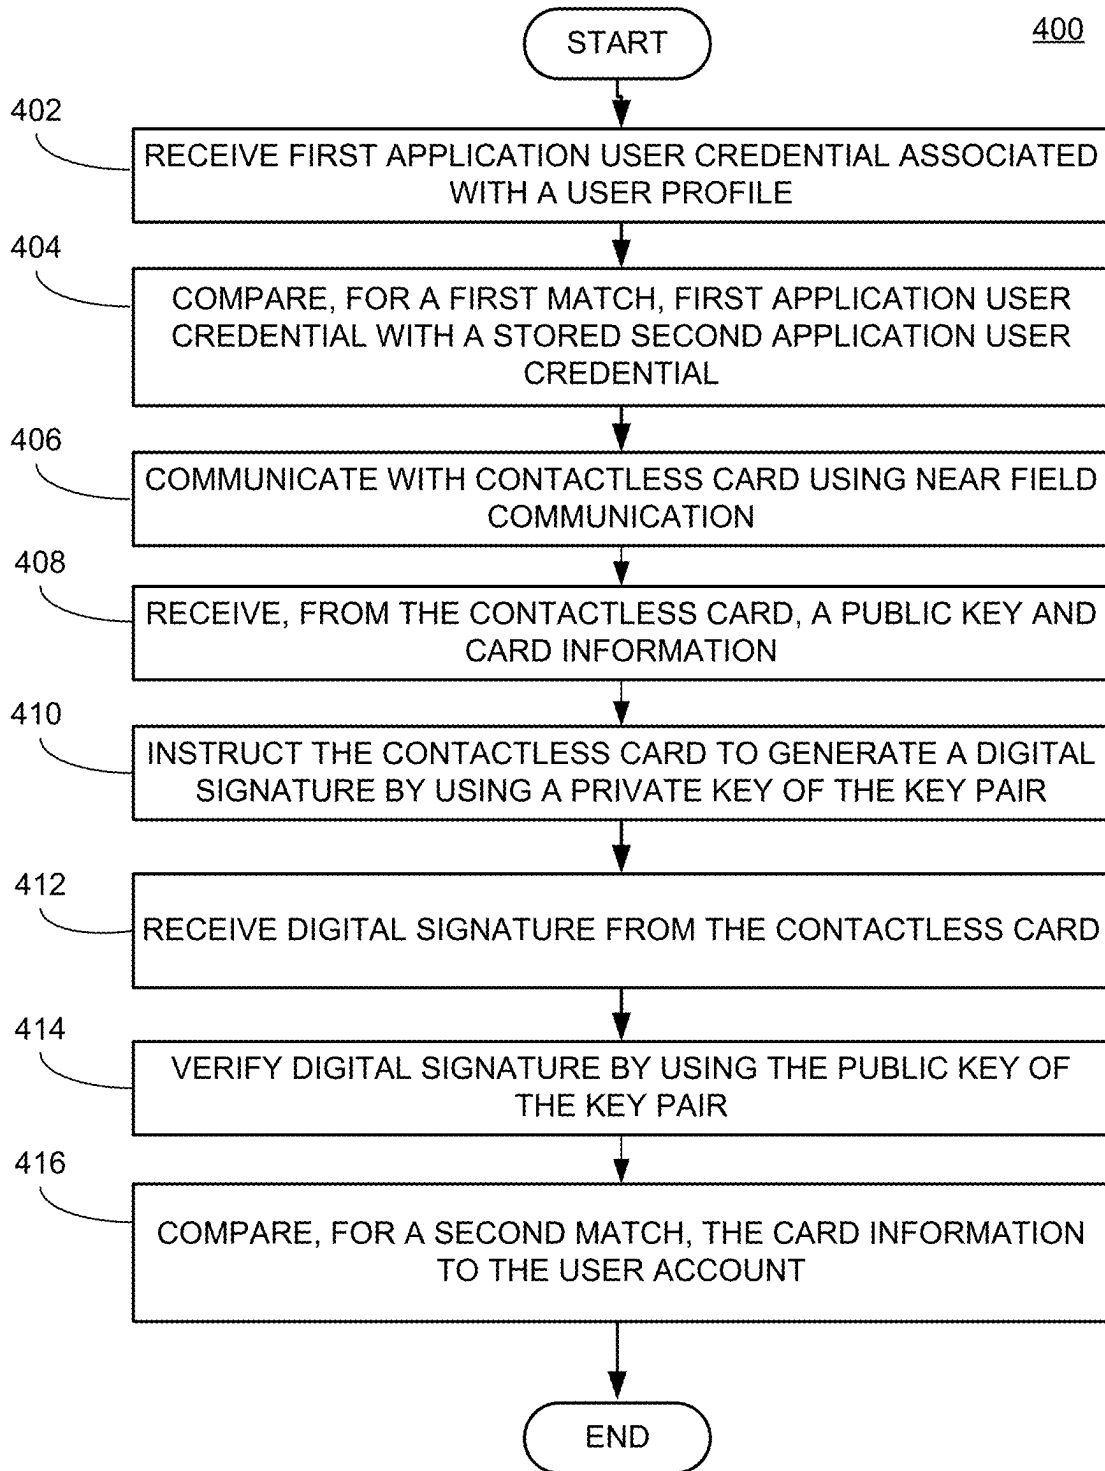 400
START
402
RECEIVE FIRST APPLICATION USER CREDENTIAL ASSOCIATED
WITH A USER PROFILE
404
COMPARE, FOR A FIRST MATCH, FIRST APPLICATION USER
CREDENTIAL WITH A STORED SECOND APPLICATION USER
CREDENTIAL
406
COMMUNICATE WITH CONTACTLESS CARD USING NEAR FIELD
COMMUNICATION
408
RECEIVE, FROM THE CONTACTLESS CARD, A PUBLIC KEY AND
CARD INFORMATION
410
INSTRUCT THE CONTACTLESS CARD TO GENERATE A DIGITAL
SIGNATURE BY USING A PRIVATE KEY OF THE KEY PAIR
412
RECEIVE DIGITAL SIGNATURE FROM THE CONTACTLESS CARD
414
VERIFY DIGITAL SIGNATURE BY USING THE PUBLIC KEY OF
THE KEY PAIR
416
COMPARE, FOR A SECOND MATCH, THE CARD INFORMATION
TO THE USER ACCOUNT
END